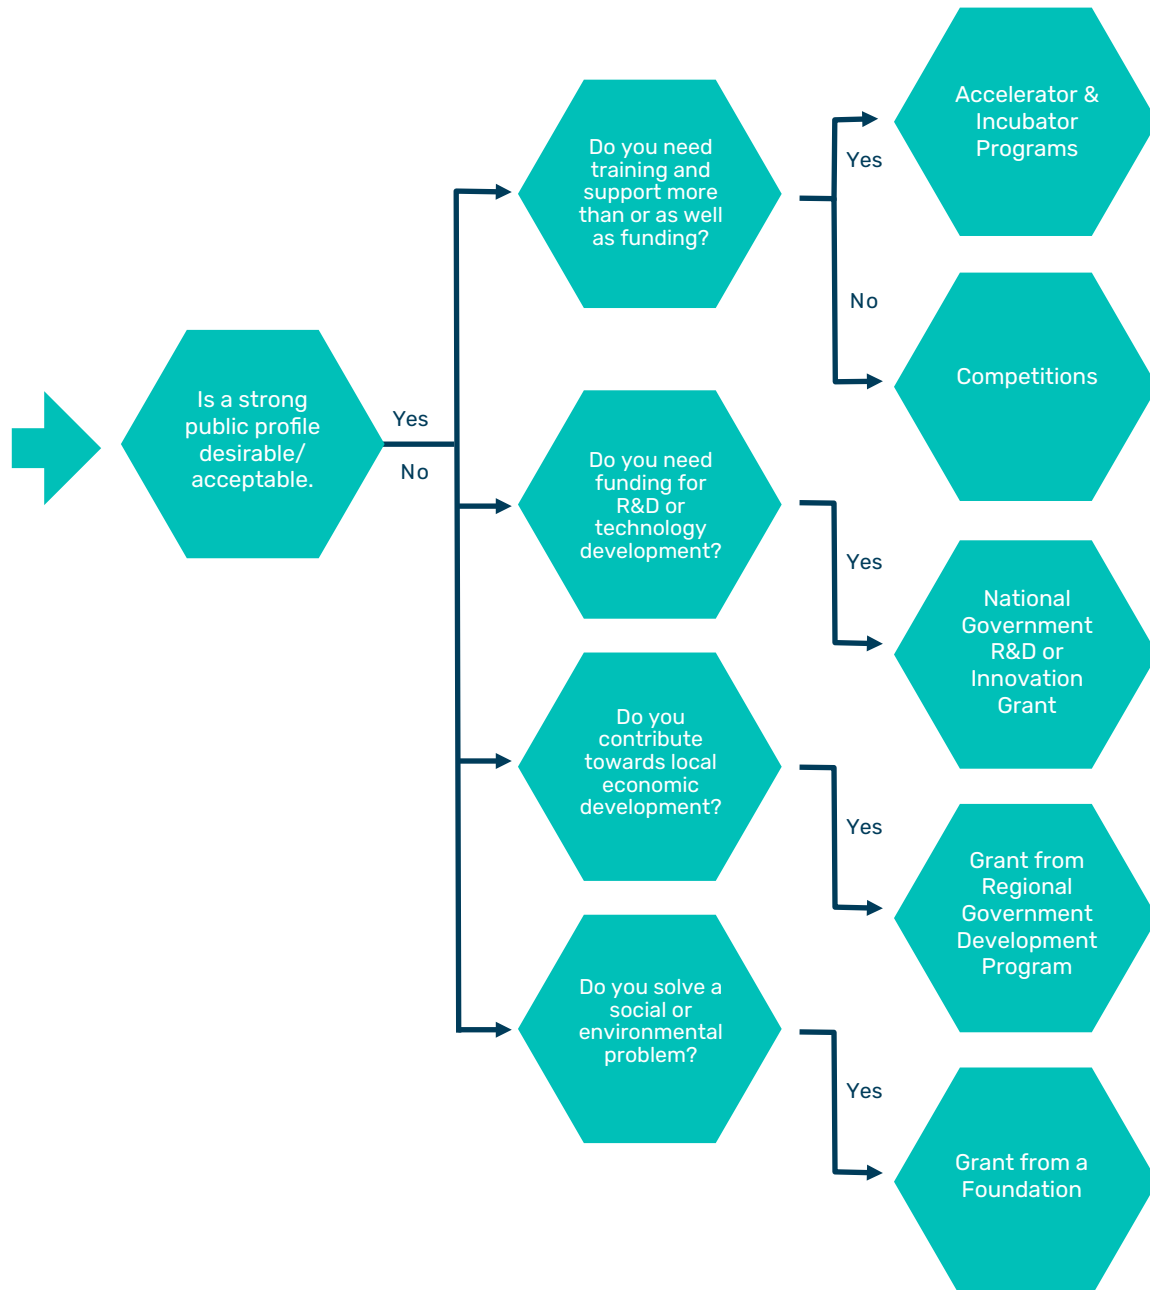 Is a strong
public profile
desirable/
acceptable.
Yes
No
Do you need
training and
support more
than or as well
as funding?
Yes
No
Accelerator &
Incubator
Programs
Competitions
Do you need
funding for
R&D or
technology
development?
Yes
National
Government
R&D or
Innovation
Grant
Do you
contribute
towards local
economic
development?
Yes
Grant from
Regional
Government
Development
Program
Do you solve a
social or
environmental
problem?
Yes
Grant from a
Foundation